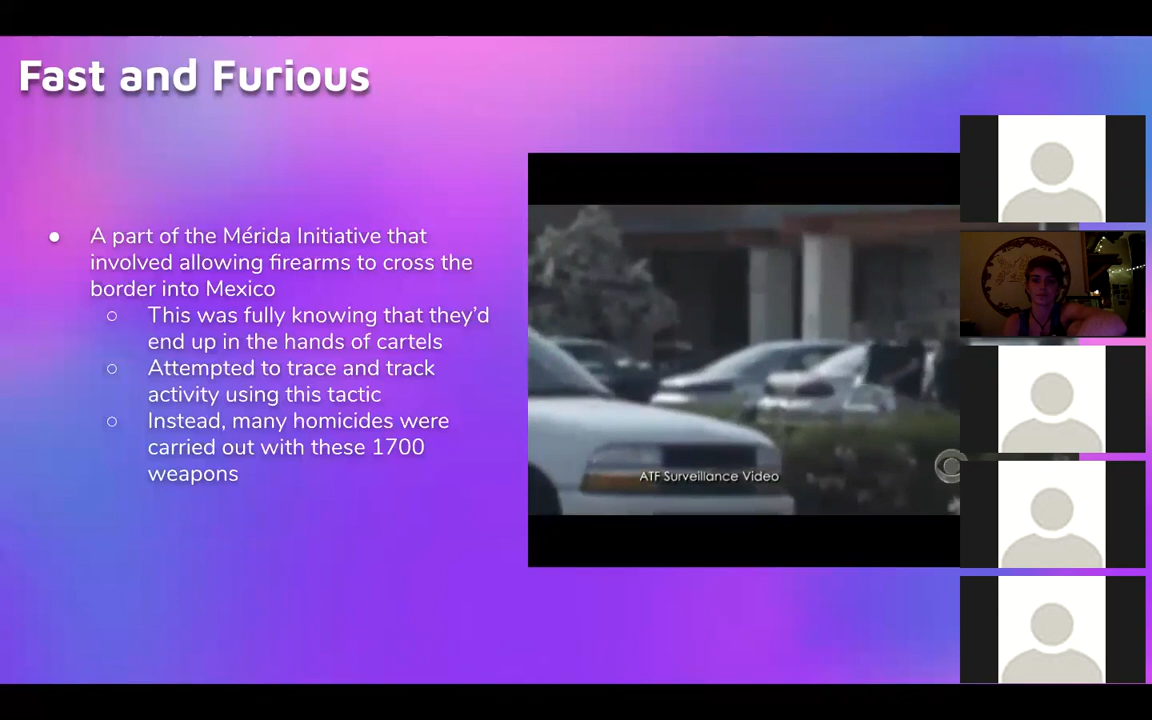 Fast and Furious
● A part of the Mérida Initiative that
involved allowing firearms to cross the
border into Mexico
○ This was fully knowing that they'd
end up in the hands of cartels
○ Attempted to trace and track
activity using this tactic
○ Instead, many homicides were
carried out with these 1700
weapons
ATF Surveillance Video